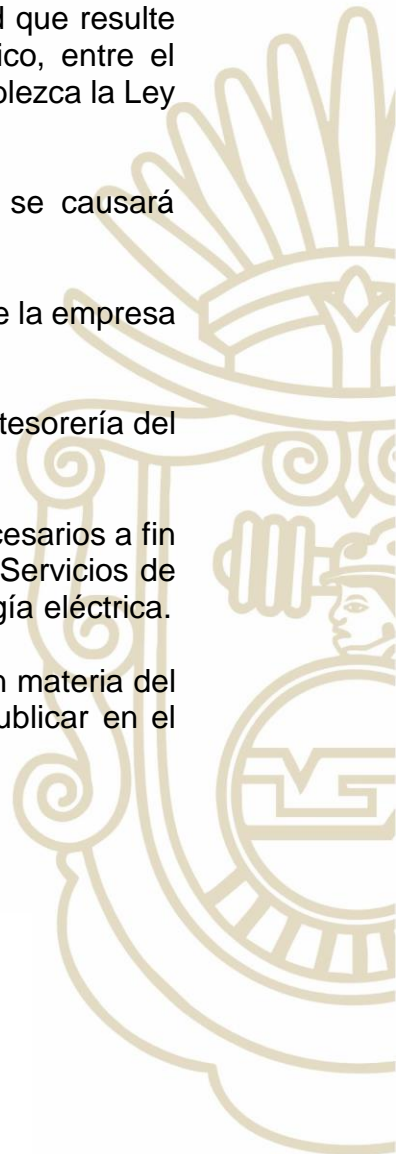 que resulte
ico, entre el
olezca la Ley
se causará
e la empresa
tesorería del
cesarios a fin
Servicios de
gía eléctrica.
n materia del
ublicar en el